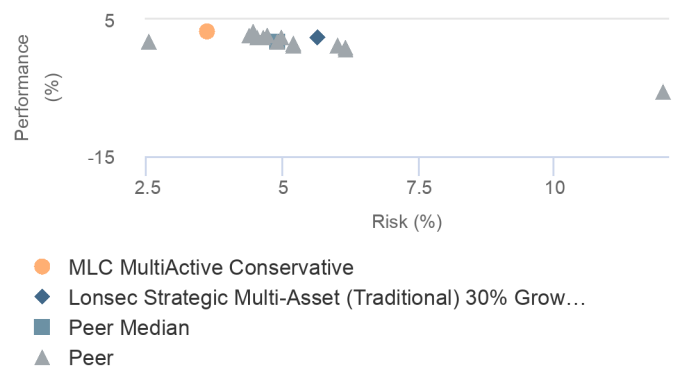 5
Performance
(%)
-15
2.5 5 7.5 10
Risk (%)
MLC MultiActive Conservative
Lonsec Strategic Multi-Asset (Traditional) 30% Grow…
Peer Median
Peer